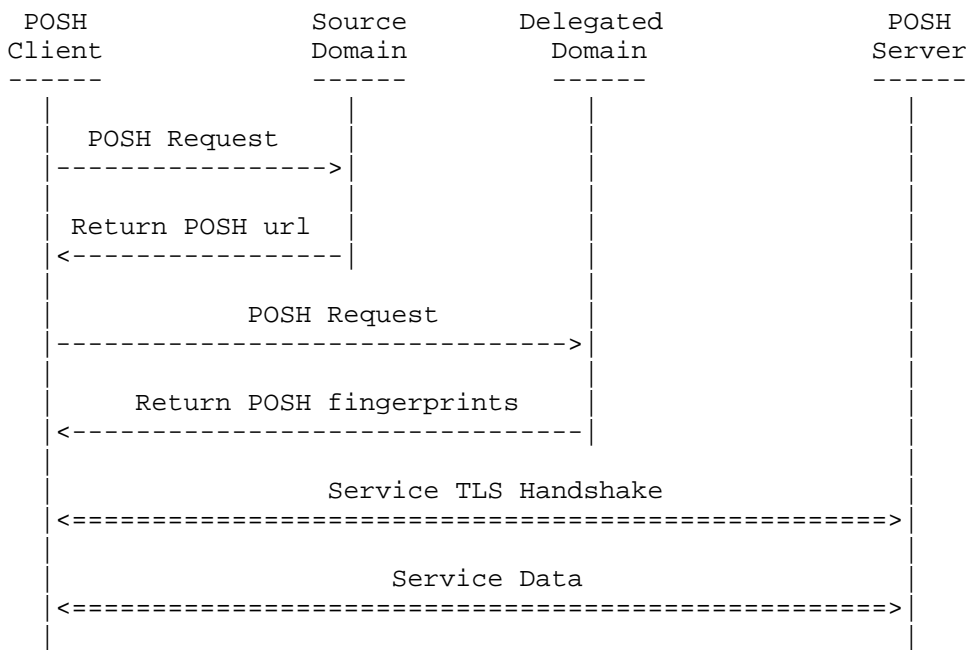 POSH Source Delegated POSH
Client Domain Domain Server
------ ------ ------ ------
POSH Request
----------------->
Return POSH url
<-----------------
POSH Request
-------------------------------->
Return POSH fingerprints
<--------------------------------
Service TLS Handshake
<===================================================>
Service Data
<===================================================>